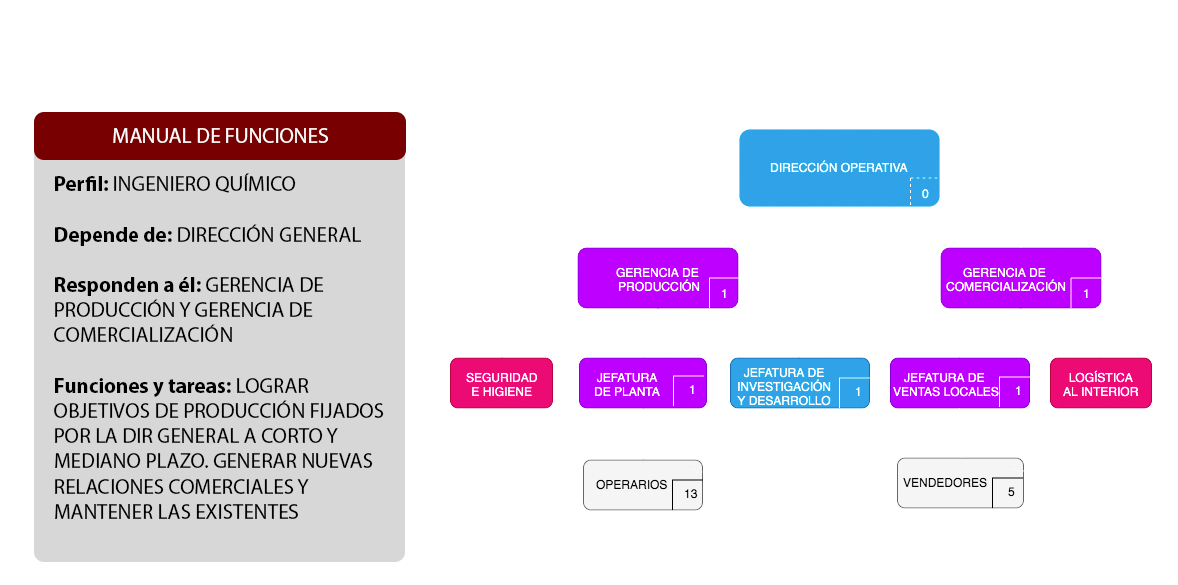 MANUAL DE FUNCIONES
Perfil: INGENIERO QUÍMICO
Depende de: DIRECCIÓN GENERAL
Responden a él: GERENCIA DE
PRODUCCIÓN Y GERENCIA DE
COMERCIALIZACIÓN
Funciones y tareas: LOGRAR
OBJETIVOS DE PRODUCCIÓN FIJADOS
POR LA DIR GENERAL A CORTO Y
MEDIANO PLAZO. GENERAR NUEVAS
RELACIONES COMERCIALES Y
MANTENER LAS EXISTENTES
DIRECCIÓN OPERATIVA
0
GERENCIA DE
PRODUCCIÓN
1
GERENCIA DE
COMERCIALIZACIÓN
1
SEGURIDAD
E HIGIENE
JEFATURA
DE PLANTA
1
JEFATURA DE
INVESTIGACIÓN
Y DESARROLLO
1
JEFATURA DE
VENTAS LOCALES
1
LOGÍSTICA
AL INTERIOR
OPERARIOS
13
VENDEDORES
5